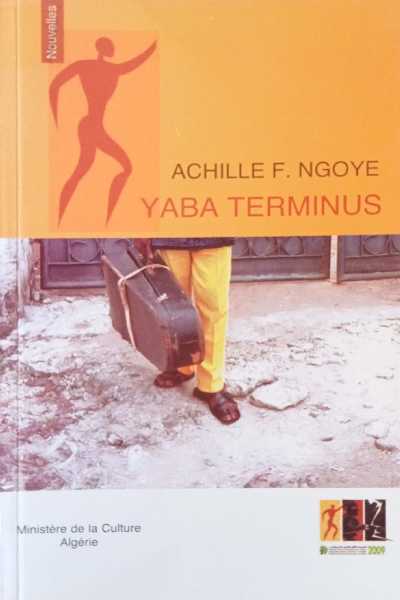 Nouvelles
ACHILLE F. NGOYE
YABA TERMINUS
Ministère de la Culture
Algérie
2009